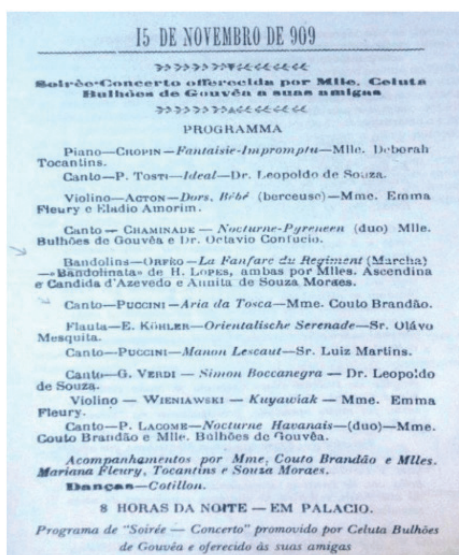 15 DE NOVEMBRO DE 909
Soirèe-Concerto offerecida por Mlle. Celuta
Bulhões de Gouvêa a suas amigas
PROGRAMMA
Piano—CHOPIN—Fantaisie-Impromptu—Mlle. Deborah
Tocantins.
Canto—P. TOSTI—Ideal—Dr. Leopoldo de Souza.
Violino—ACTON—Dors, Bébé (berceuse)—Mme. Emma
Fleury e Eladio Amorim.
Canto — CHAMINADE — Nocturne-Pyreneen (duo) Mlle.
Bulhões de Gouvêa e Dr. Octavio Confucio.
Bandolins—ORFEO—La Fanfare du Regiment (Marcha)
—«Bandolinata» de H. LOPES, ambas por Mlles. Ascendina
e Candida d'Azevedo e Annita de Souza Moraes.
Canto—PUCCINI—Aria da Tosca—Mme. Couto Brandão.
Flauta—E. KÖHLER—Orientalische Serenade—Sr. Olávo
Mesquita.
Canto—PUCCINI—Manon Lescaut—Sr. Luiz Martins.
Canto—G. VERDI — Simon Boccanegra — Dr. Leopoldo
de Souza.
Violino — WIENIAWSKI — Kuyawiak — Mme. Emma
Fleury.
Canto—P. LACOME—Nocturne Havanais—(duo)—Mme.
Couto Brandão e Mlle. Bolhões de Gouvêa.
Acompanhamentos por Mme, Couto Brandão e Mlles.
Mariana Fleury, Tocantins e Souza Moraes.
Danças—Cotillon.
8 HORAS DA NOITE — EM PALACIO.
Programa de "Soirée — Concerto" promovido por Celuta Bulhões
de Gouvêa e oferecido às suas amigas